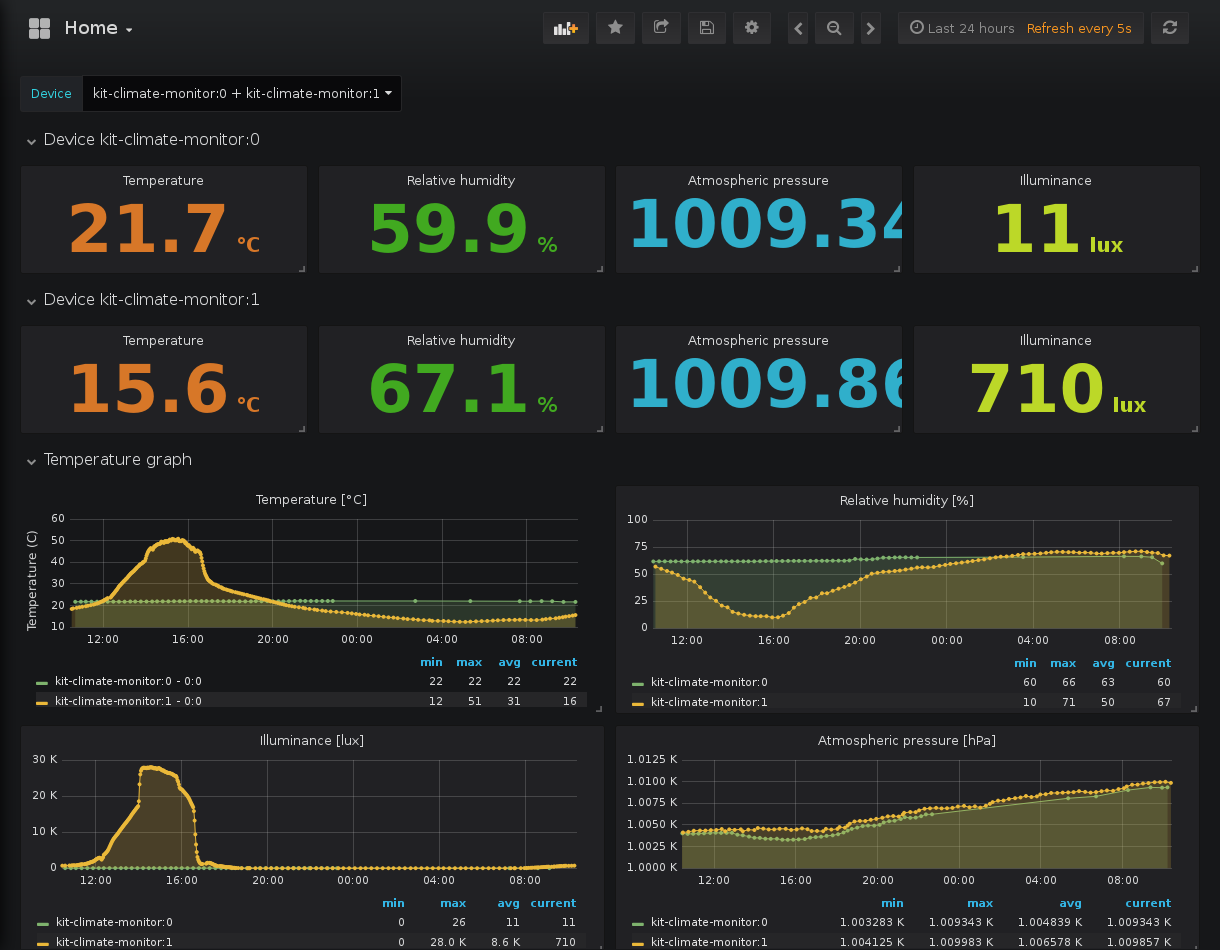 Home
Last 24 hours Refresh every 5s
Device kit-climate-monitor:0 + kit-climate-monitor:1
Device kit-climate-monitor:0
Temperature Relative humidity Atmospheric pressure Illuminance
21.7 °C 59.9 % 1009.34 11 lux
Device kit-climate-monitor:1
Temperature Relative humidity Atmospheric pressure Illuminance
15.6 °C 67.1 % 1009.86 710 lux
Temperature graph
Temperature [°C]
Temperature (C)
60
50
40
30
20
10
12:00 16:00 20:00 00:00 04:00 08:00
min max avg current
kit-climate-monitor:0 - 0:0 22 22 22 22
kit-climate-monitor:1 - 0:0 12 51 31 16
Relative humidity [%]
100
75
50
25
0
12:00 16:00 20:00 00:00 04:00 08:00
min max avg current
kit-climate-monitor:0 60 66 63 60
kit-climate-monitor:1 10 71 50 67
Illuminance [lux]
30 K
20 K
10 K
0
12:00 16:00 20:00 00:00 04:00 08:00
min max avg current
kit-climate-monitor:0 0 26 11 11
kit-climate-monitor:1 0 28.0 K 8.6 K 710
Atmospheric pressure [hPa]
1.0125 K
1.0100 K
1.0075 K
1.0050 K
1.0025 K
1.0000 K
12:00 16:00 20:00 00:00 04:00 08:00
min max avg current
kit-climate-monitor:0 1.003283 K 1.009343 K 1.004839 K 1.009343 K
kit-climate-monitor:1 1.004125 K 1.009983 K 1.006578 K 1.009857 K